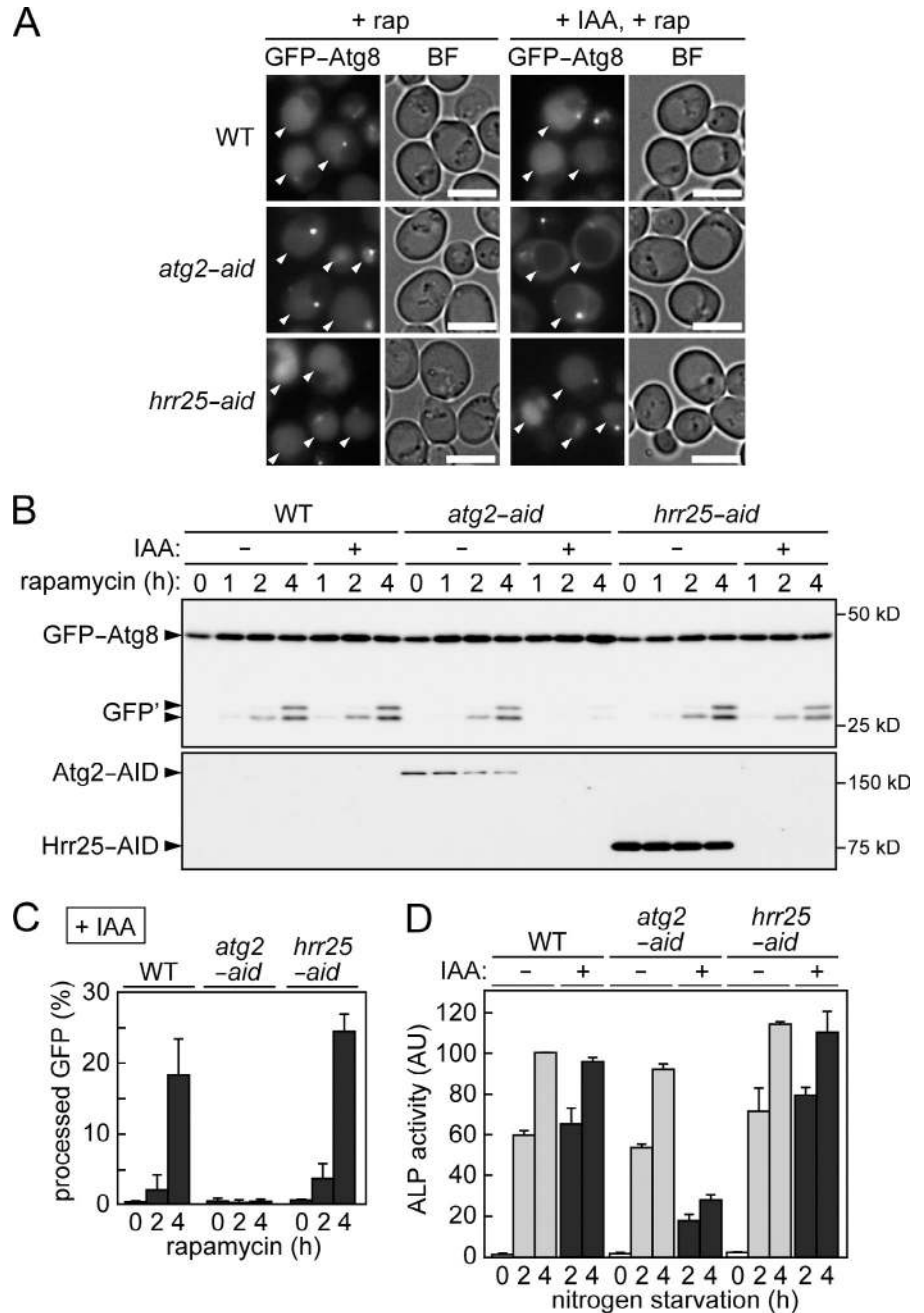 A
+ rap
+ IAA, + rap
GFP–Atg8 BF GFP–Atg8 BF
WT
atg2–aid
hrr25–aid
B
WT atg2–aid hrr25–aid
IAA: – + – + – +
rapamycin (h): 0 1 2 4 1 2 4 0 1 2 4 1 2 4 0 1 2 4 1 2 4
50 kD
GFP–Atg8
GFP'
25 kD
Atg2–AID
150 kD
Hrr25–AID
75 kD
C
+ IAA
WT atg2–aid hrr25–aid
processed GFP (%)
30
20
10
0
0 2 4 0 2 4 0 2 4
rapamycin (h)
D
WT atg2–aid hrr25–aid
IAA: – + – + – +
ALP activity (AU)
120
100
80
60
40
20
0
0 2 4 2 4 0 2 4 2 4 0 2 4 2 4
nitrogen starvation (h)